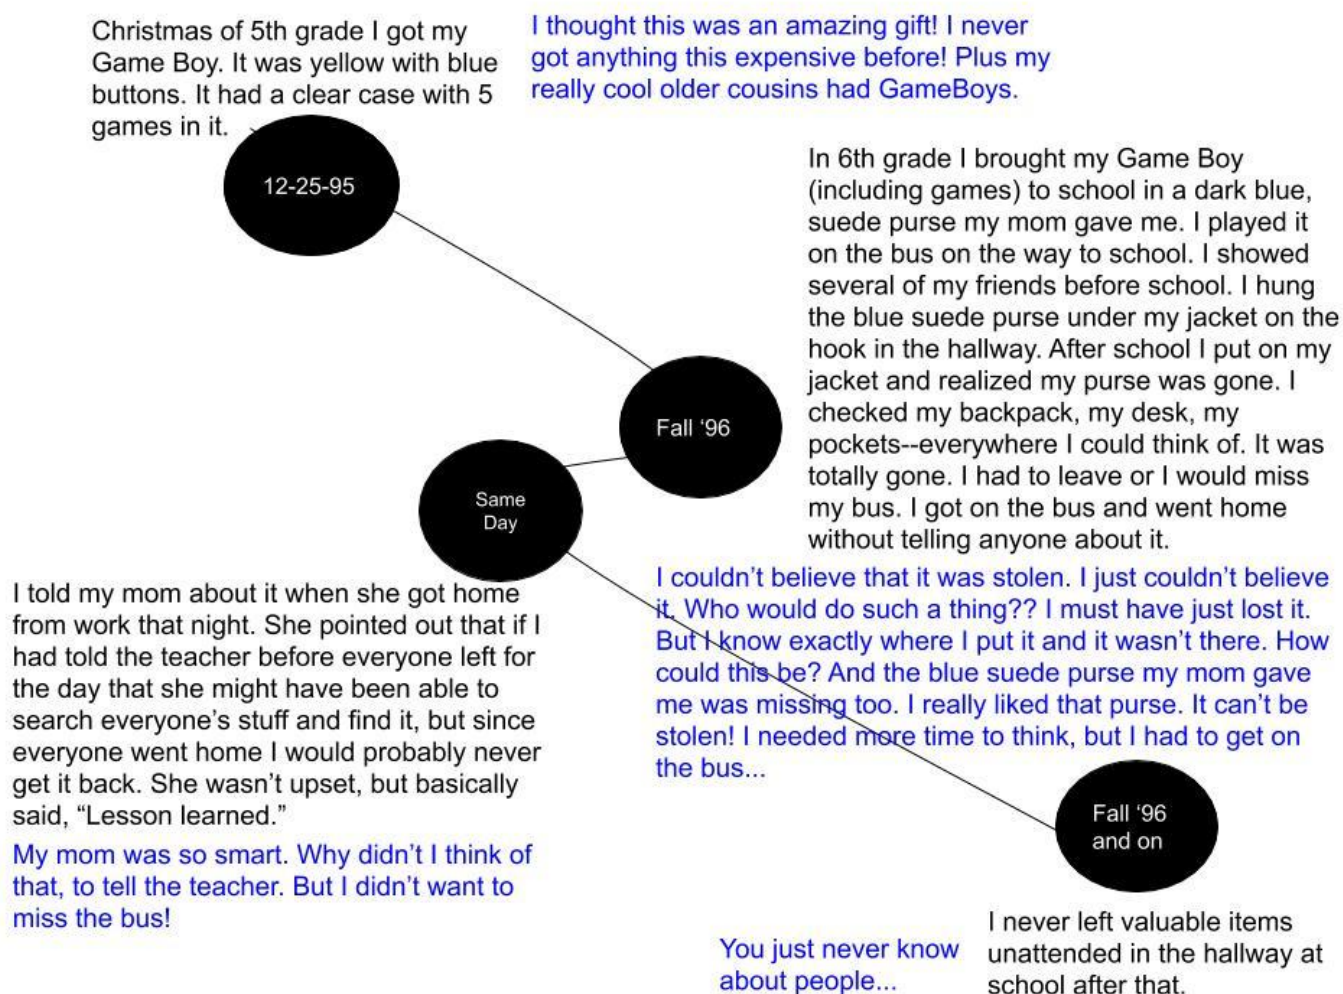 Christmas of 5th grade I got my
Game Boy. It was yellow with blue
buttons. It had a clear case with 5
games in it.
I thought this was an amazing gift! I never
got anything this expensive before! Plus my
really cool older cousins had GameBoys.
12-25-95
In 6th grade I brought my Game Boy
(including games) to school in a dark blue,
suede purse my mom gave me. I played it
on the bus on the way to school. I showed
several of my friends before school. I hung
the blue suede purse under my jacket on the
hook in the hallway. After school I put on my
jacket and realized my purse was gone. I
checked my backpack, my desk, my
pockets--everywhere I could think of. It was
totally gone. I had to leave or I would miss
my bus. I got on the bus and went home
without telling anyone about it.
Fall ‘96
I couldn’t believe that it was stolen. I just couldn’t believe
it. Who would do such a thing?? I must have just lost it.
But I know exactly where I put it and it wasn’t there. How
could this be? And the blue suede purse my mom gave
me was missing too. I really liked that purse. It can’t be
stolen! I needed more time to think, but I had to get on
the bus...
Same
Day
I told my mom about it when she got home
from work that night. She pointed out that if I
had told the teacher before everyone left for
the day that she might have been able to
search everyone’s stuff and find it, but since
everyone went home I would probably never
get it back. She wasn’t upset, but basically
said, “Lesson learned.”
My mom was so smart. Why didn’t I think of
that, to tell the teacher. But I didn’t want to
miss the bus!
Fall ‘96
and on
I never left valuable items
unattended in the hallway at
school after that.
You just never know
about people...